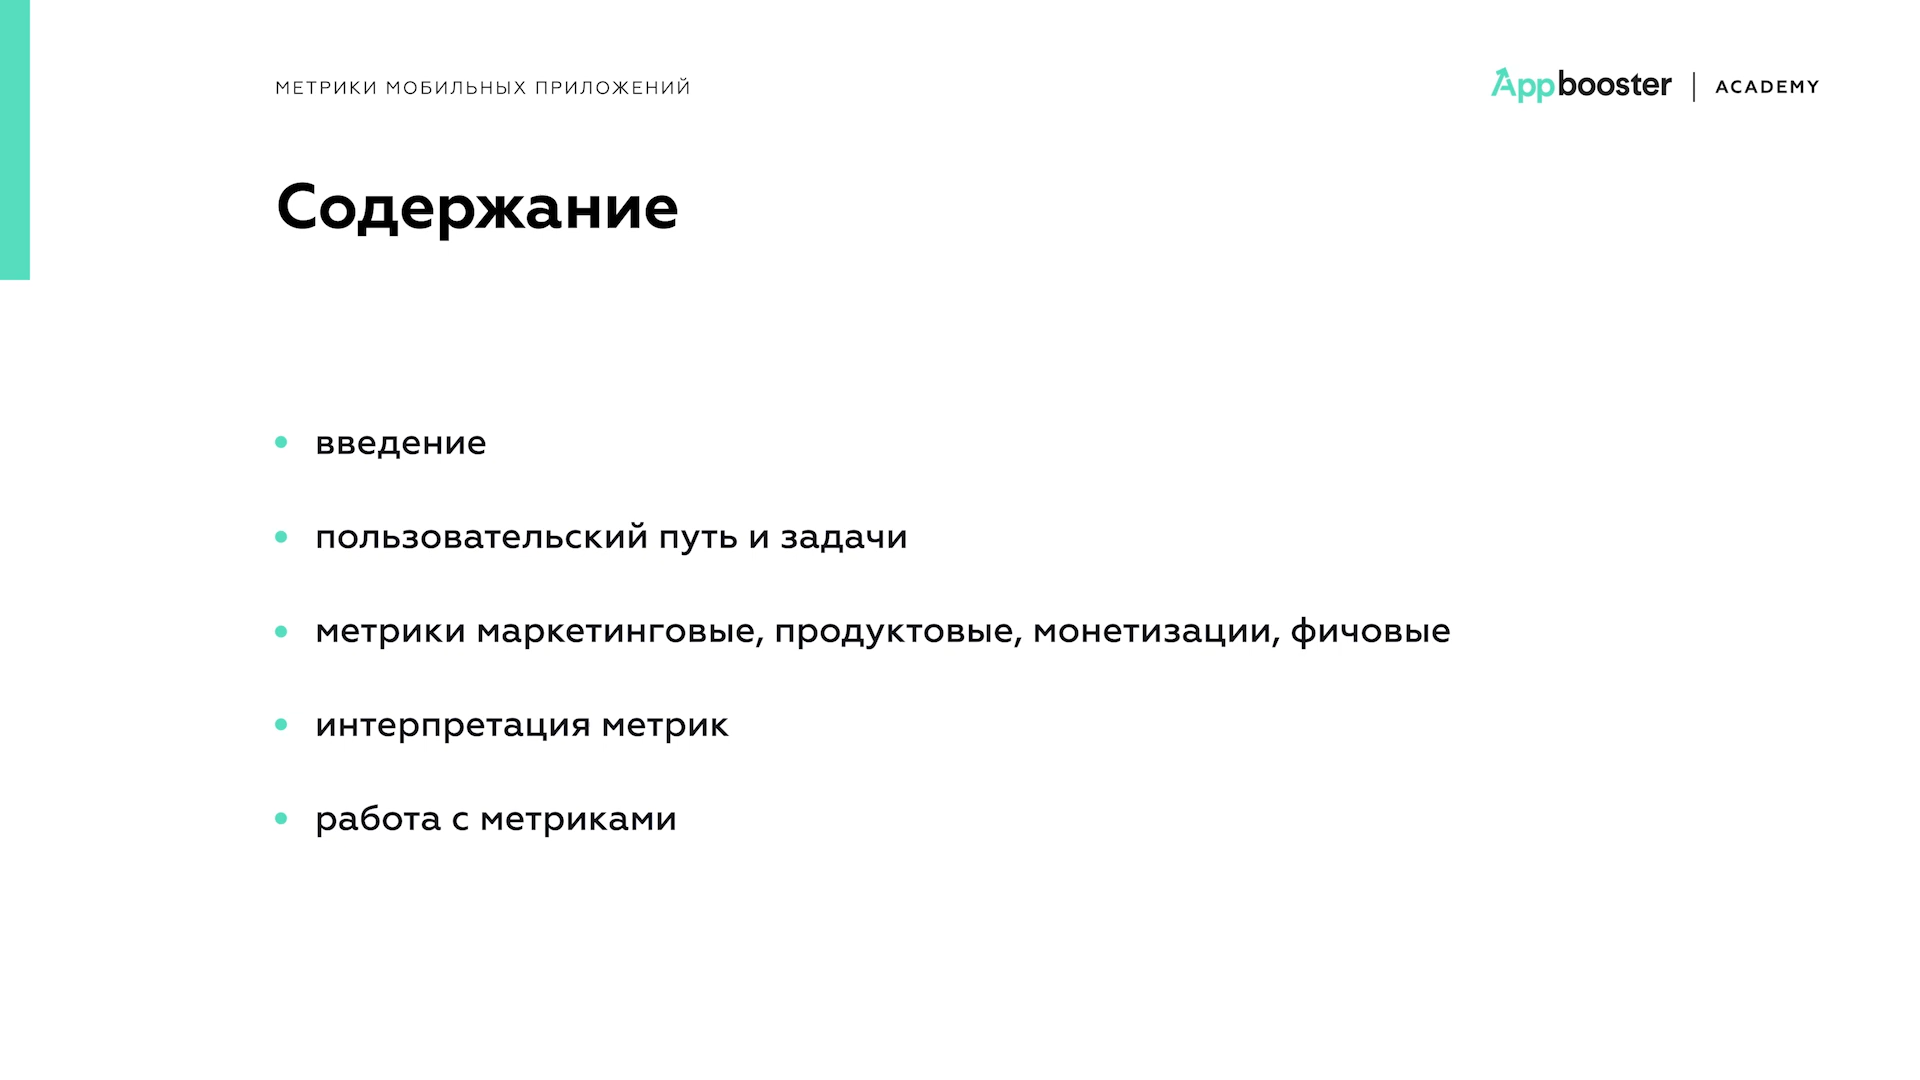 МЕТРИКИ МОБИЛЬНЫХ ПРИЛОЖЕНИЙ
Appbooster | ACADEMY
Содержание
• введение
• пользовательский путь и задачи
• метрики маркетинговые, продуктовые, монетизации, фичовые
• интерпретация метрик
• работа с метриками